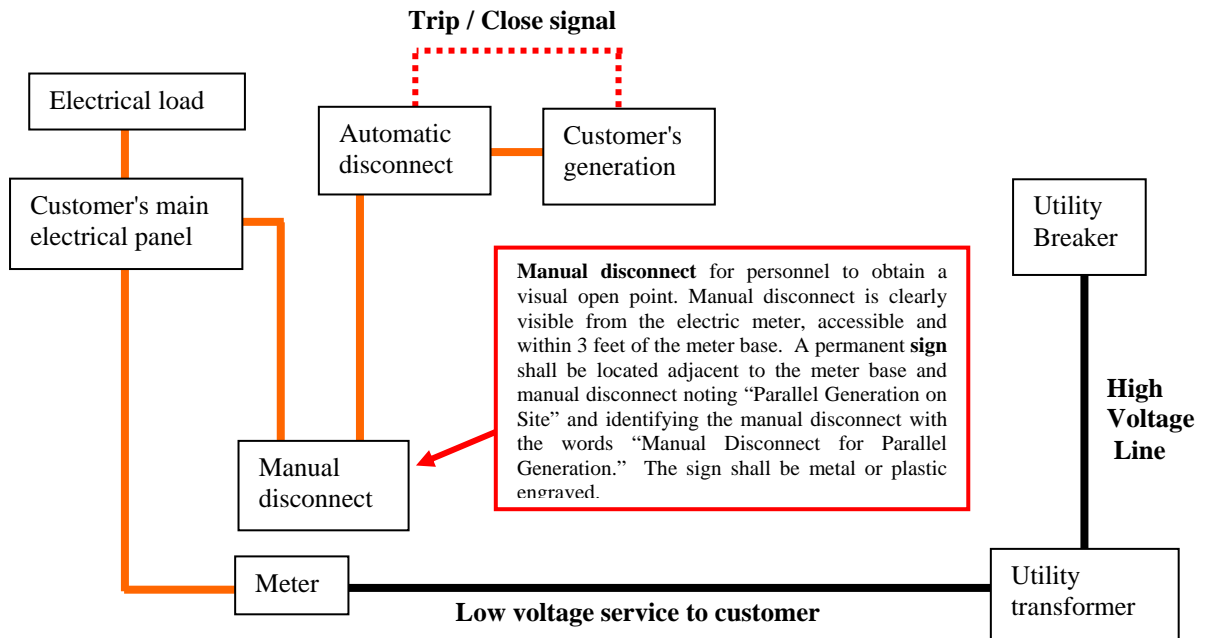 Trip / Close signal
Electrical load
Automatic
disconnect
Customer's
generation
Customer's main
electrical panel
Utility
Breaker
Manual disconnect for personnel to obtain a
visual open point. Manual disconnect is clearly
visible from the electric meter, accessible and
within 3 feet of the meter base. A permanent sign
shall be located adjacent to the meter base and
manual disconnect noting “Parallel Generation on
Site” and identifying the manual disconnect with
the words “Manual Disconnect for Parallel
Generation.” The sign shall be metal or plastic
engraved.
High
Voltage
Line
Manual
disconnect
Meter
Low voltage service to customer
Utility
transformer